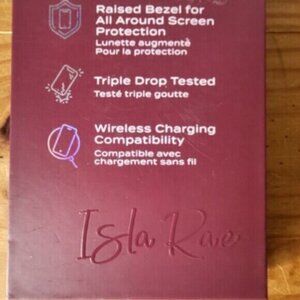 Raised Bezel for
All Around Screen
Protection
Lunette augmentè
Pour la protection
Triple Drop Tested
Testé triple goutte
Wireless Charging
Compatibility
Compatible avec
chargement sans fil
Isla Rae